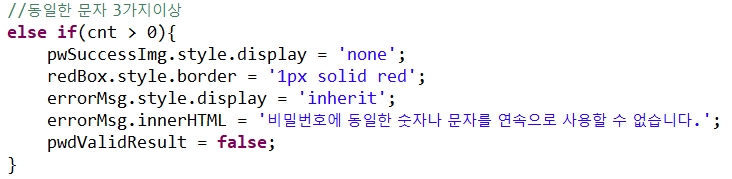 //동일한 문자 3가지이상
else if(cnt > 0){
    pwSuccessImg.style.display = 'none';
    redBox.style.border = '1px solid red';
    errorMsg.style.display = 'inherit';
    errorMsg.innerHTML = '비밀번호에 동일한 숫자나 문자를 연속으로 사용할 수 없습니다.';
    pwdValidResult = false;
}